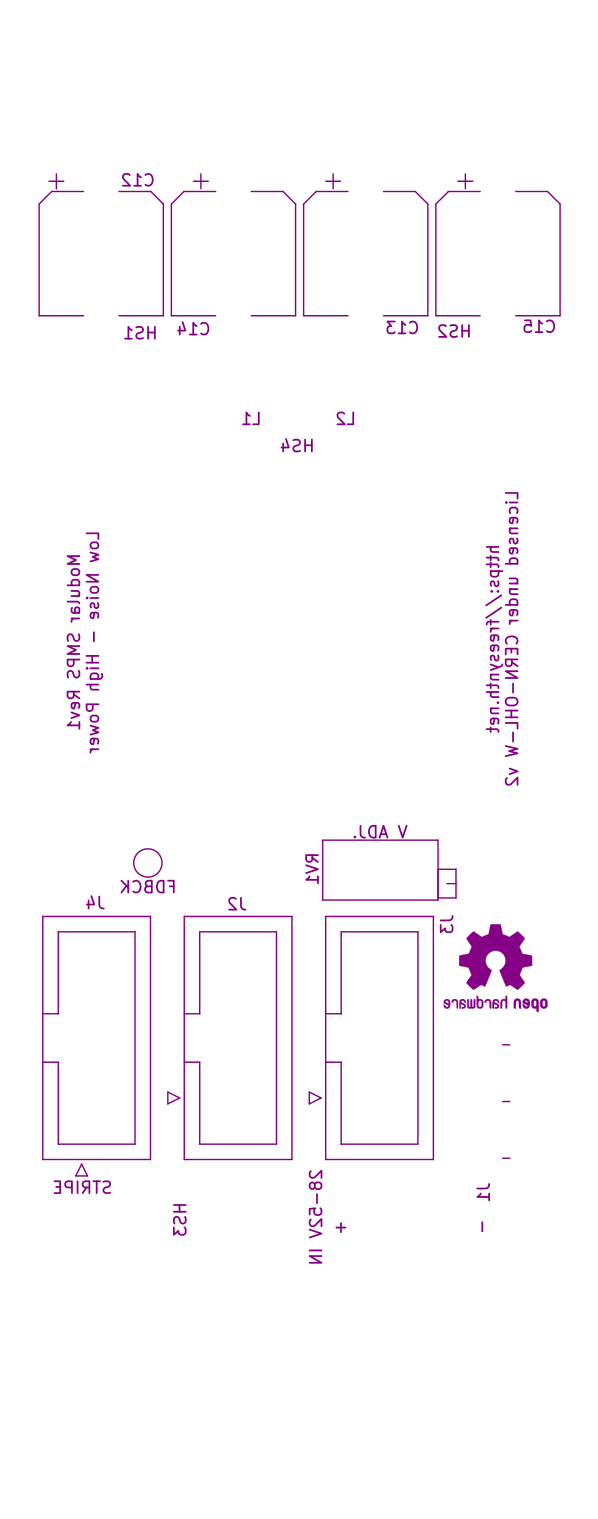 +
C12
+
+
+
HS1
C14
C13
HS2
C15
L1
L2
HS4
Low Noise - High Power
Modular SMPS Rev1
Licensed under CERN-OHL-W v2
https://freesynth.net
V ADJ.
RV1
FDBCK
J4
J2
J3
open hardware
STRIPE
HS3
28-52V IN
+
J1
-